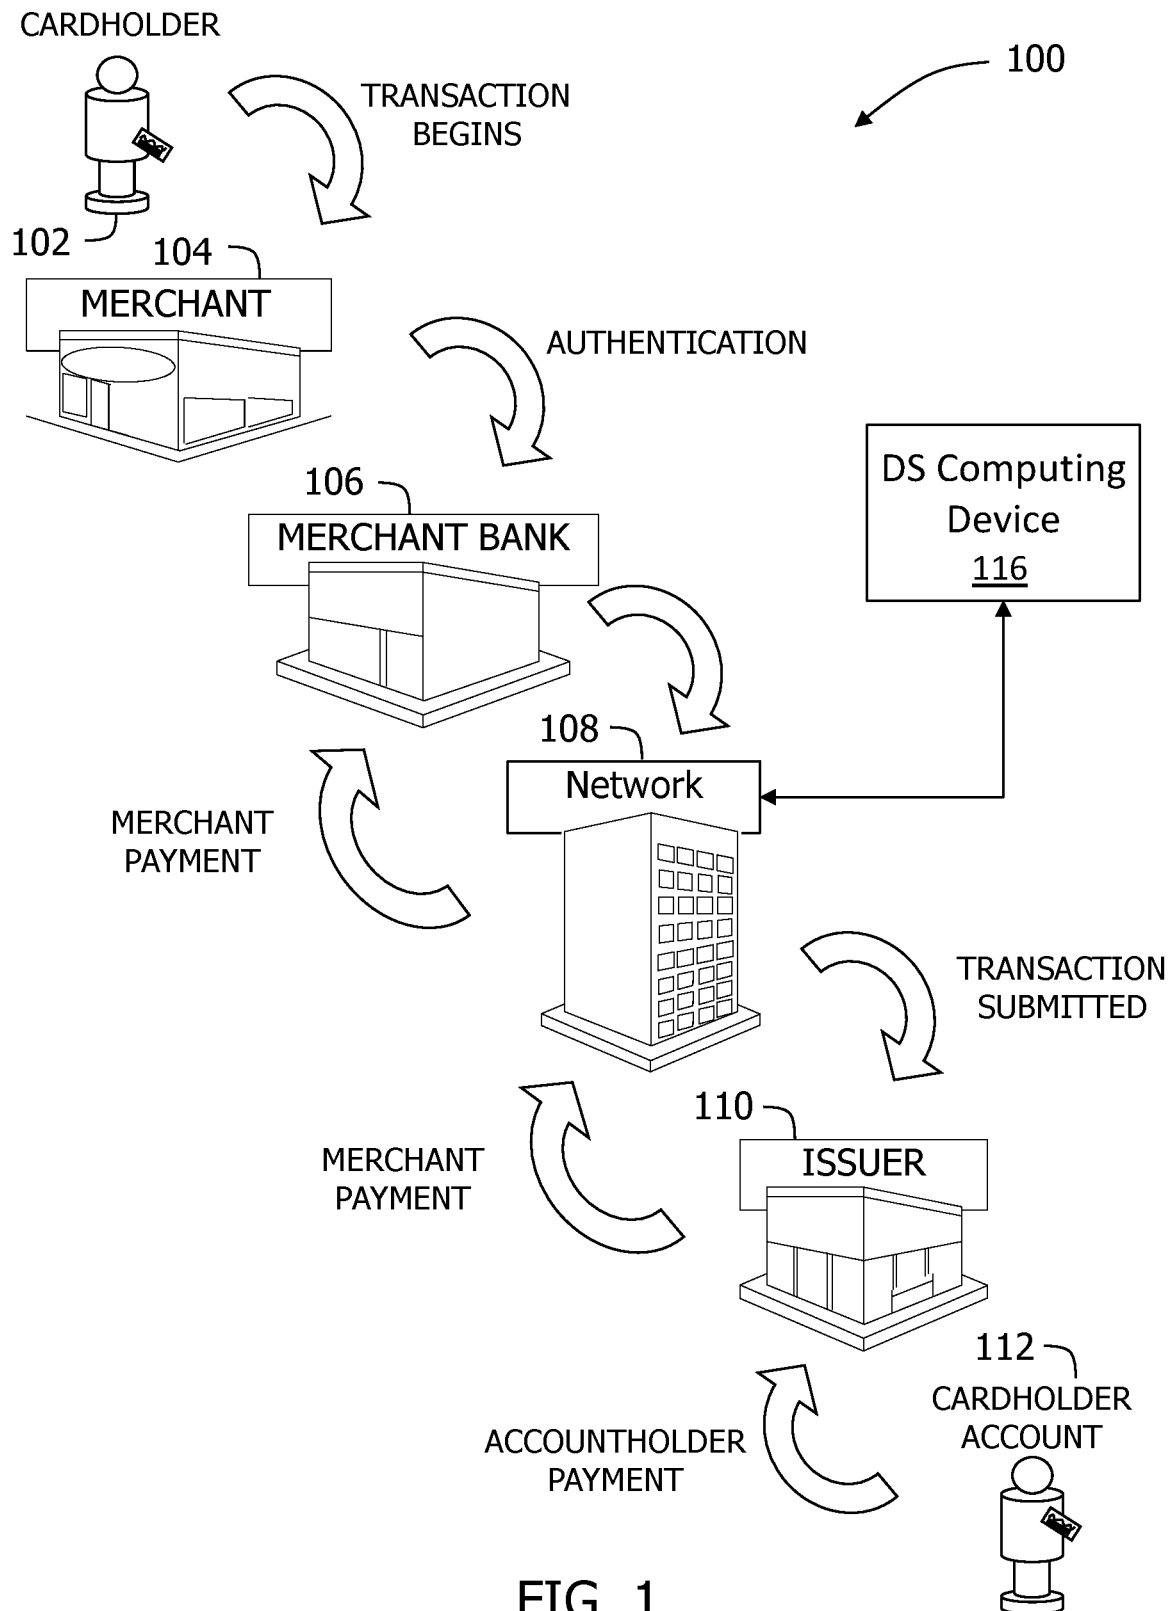 CARDHOLDER
100
TRANSACTION
BEGINS
102
104
MERCHANT
AUTHENTICATION
DS Computing
Device
116
106
MERCHANT BANK
108
Network
MERCHANT
PAYMENT
TRANSACTION
SUBMITTED
110
ISSUER
MERCHANT
PAYMENT
112
CARDHOLDER
ACCOUNT
ACCOUNTHOLDER
PAYMENT
FIG. 1